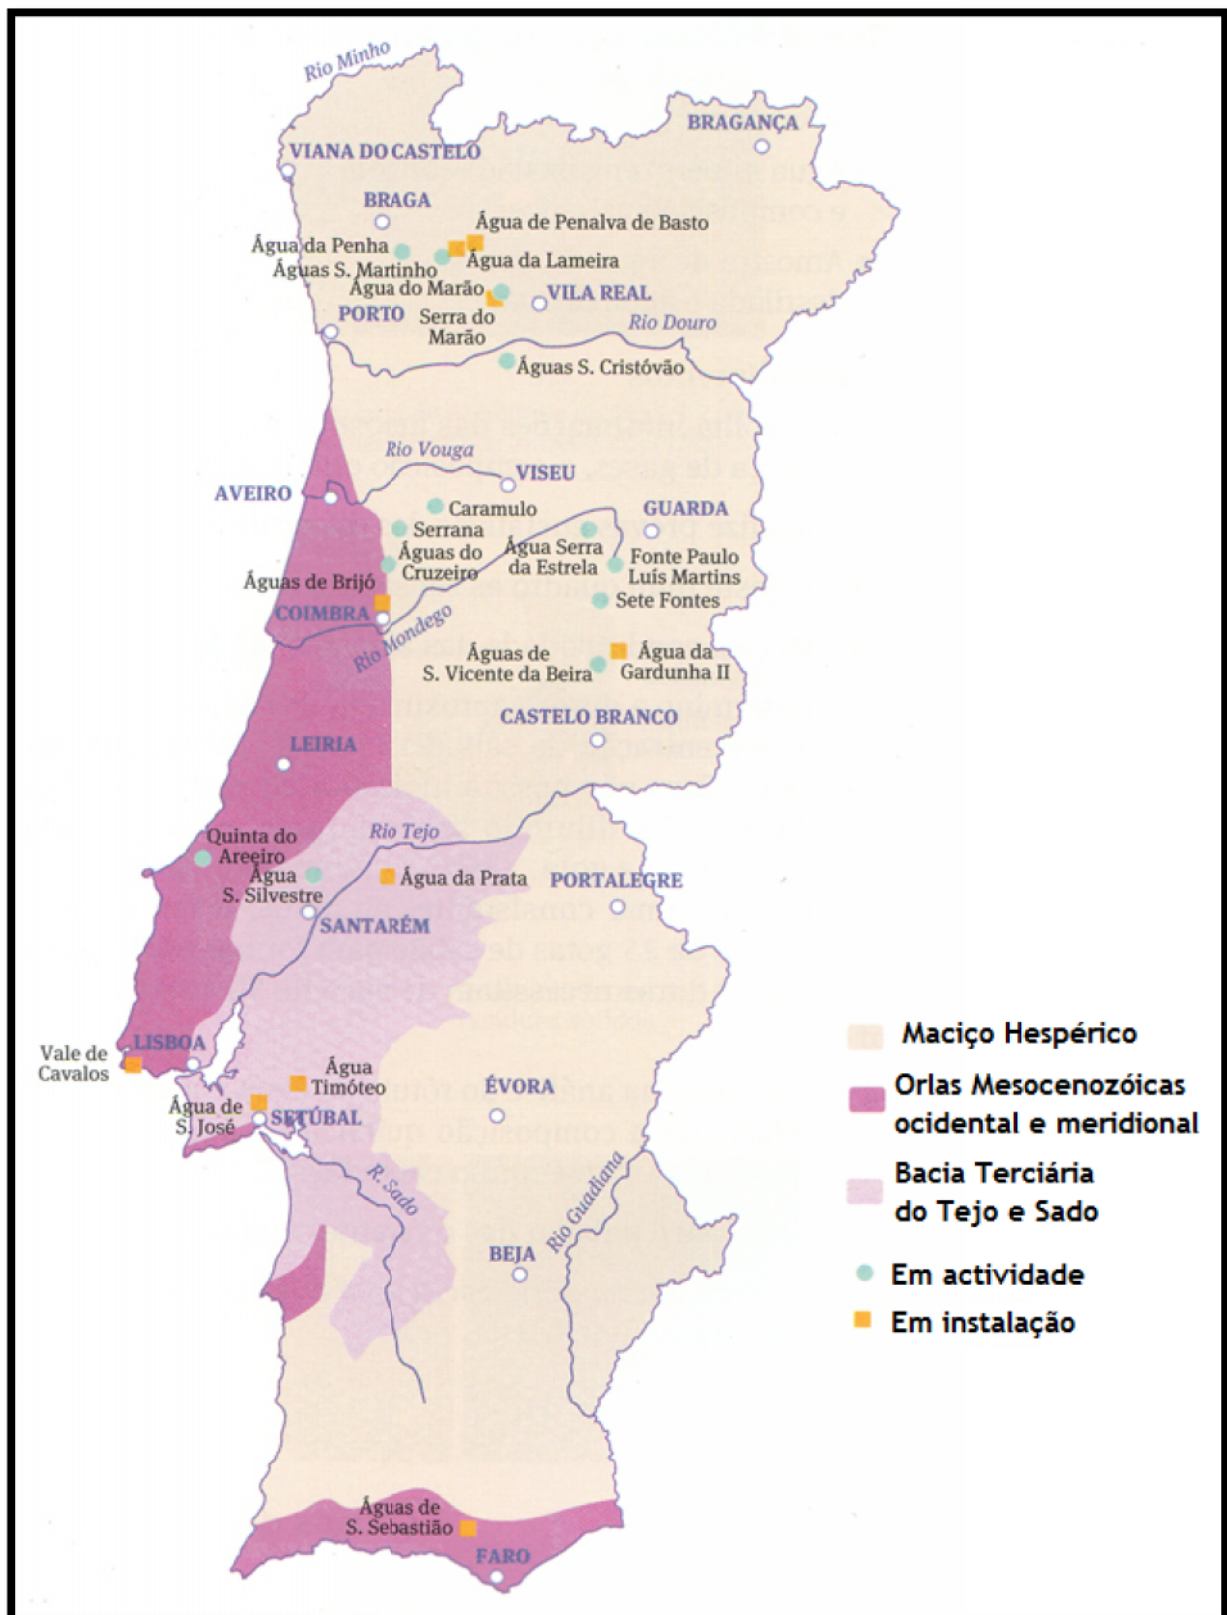 Rio Minho
BRAGANÇA
VIANA DO CASTELO
BRAGA
Água de Penalva de Basto
Água da Penha
Água da Lameira
Águas S. Martinho
Água do Marão
VILA REAL
PORTO
Serra do
Marão
Rio Douro
Águas S. Cristóvão
Rio Vouga
VISEU
AVEIRO
GUARDA
Caramulo
Serrana
Águas do
Cruzeiro
Água Serra
da Estrela
Fonte Paulo
Luís Martins
Águas de Brijó
Sete Fontes
COIMBRA
Rio Mondego
Águas de
S. Vicente da Beira
Água da
Gardunha II
CASTELO BRANCO
LEIRIA
Rio Tejo
Quinta do
Areeiro
Água
S. Silvestre
Água da Prata
PORTALEGRE
SANTARÉM
LISBOA
Vale de
Cavalos
Água
Timóteo
ÉVORA
Água de
S. José
SETÚBAL
R. Sado
Rio Guadiana
BEJA
Águas de
S. Sebastião
FARO
Maciço Hespérico
Orlas Mesocenozóicas
ocidental e meridional
Bacia Terciária
do Tejo e Sado
Em actividade
Em instalação